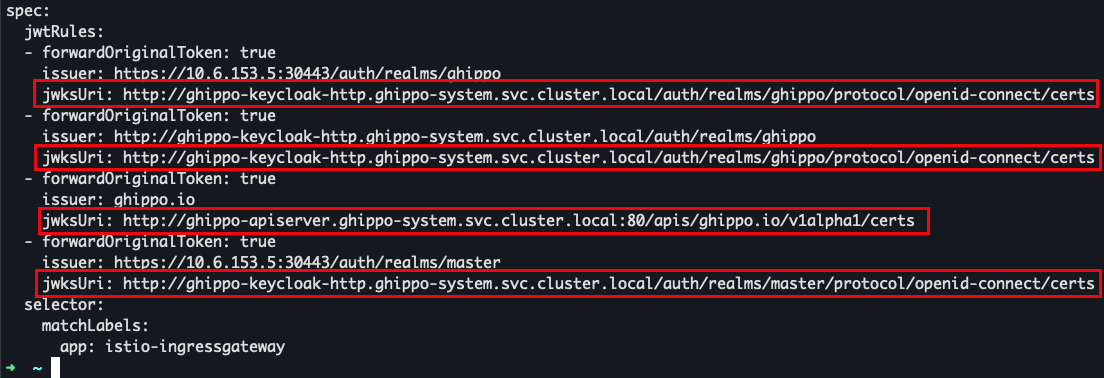 spec:
  jwtRules:
  - forwardOriginalToken: true
    issuer: https://10.6.153.5:30443/auth/realms/ghippo
    jwksUri: http://ghippo-keycloak-http.ghippo-system.svc.cluster.local/auth/realms/ghippo/protocol/openid-connect/certs
  - forwardOriginalToken: true
    issuer: http://ghippo-keycloak-http.ghippo-system.svc.cluster.local/auth/realms/ghippo
    jwksUri: http://ghippo-keycloak-http.ghippo-system.svc.cluster.local/auth/realms/ghippo/protocol/openid-connect/certs
  - forwardOriginalToken: true
    issuer: ghippo.io
    jwksUri: http://ghippo-apiserver.ghippo-system.svc.cluster.local:80/apis/ghippo.io/v1alpha1/certs
  - forwardOriginalToken: true
    issuer: https://10.6.153.5:30443/auth/realms/master
    jwksUri: http://ghippo-keycloak-http.ghippo-system.svc.cluster.local/auth/realms/master/protocol/openid-connect/certs
  selector:
    matchLabels:
      app: istio-ingressgateway
➜  ~